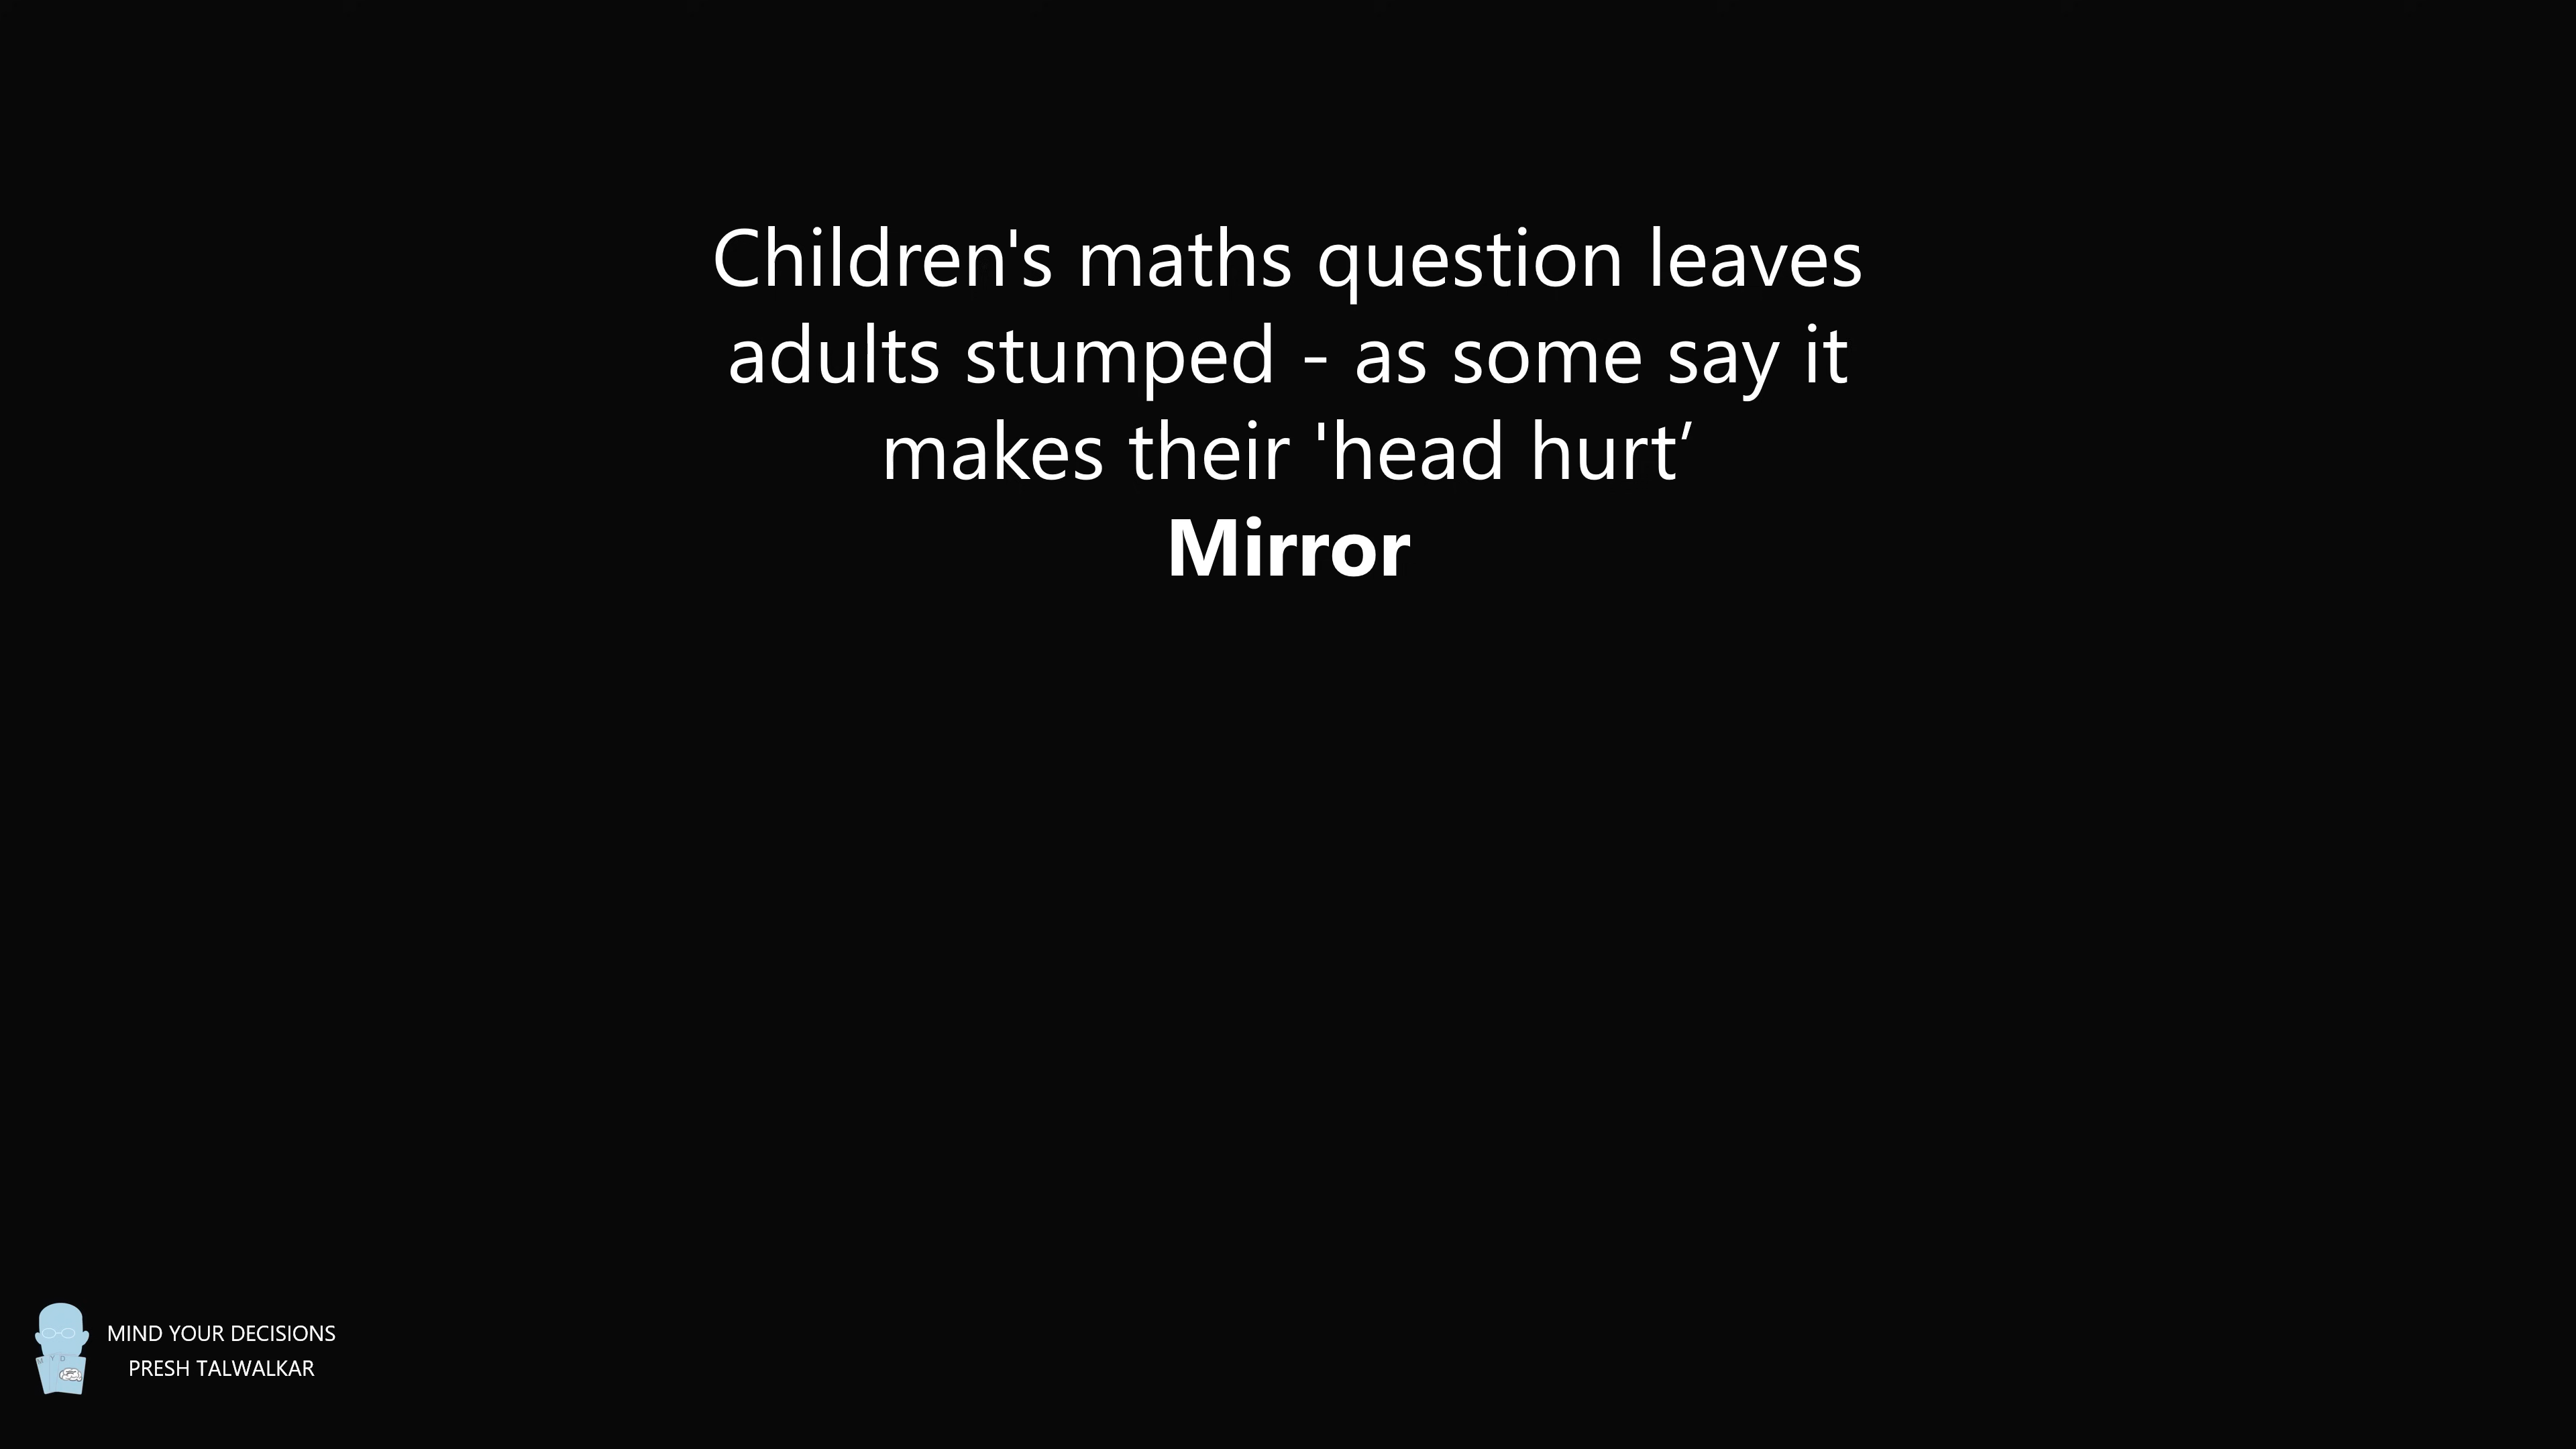 Children's maths question leaves
adults stumped - as some say it
makes their 'head hurt’
Mirror
MIND YOUR DECISIONS
PRESH TALWALKAR